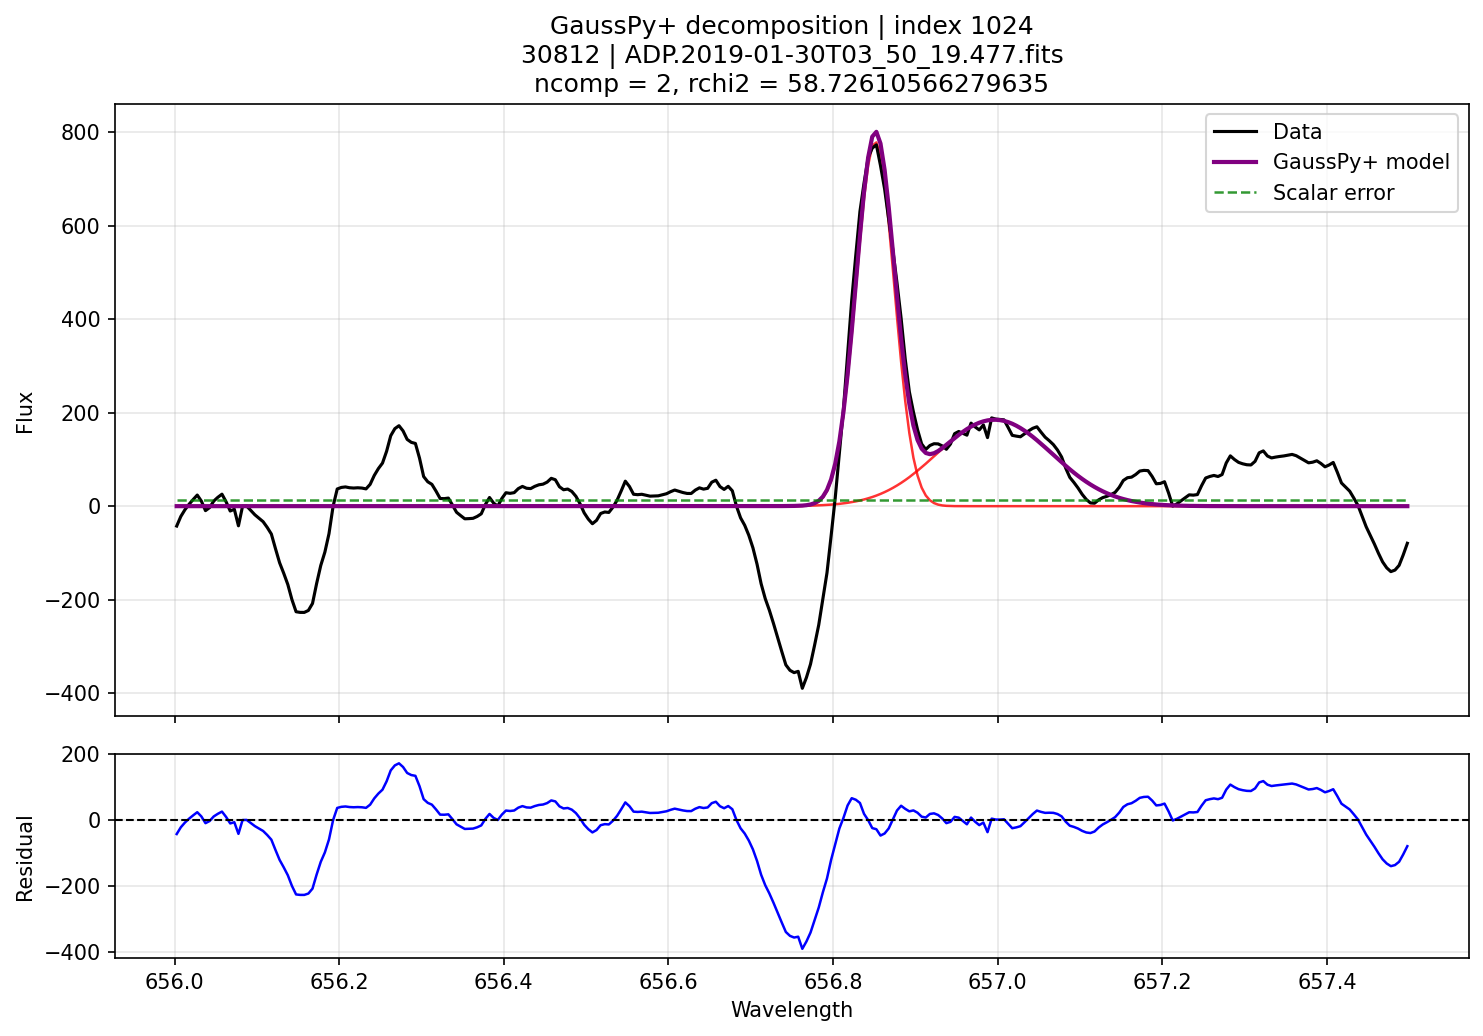 GaussPy+ decomposition | index 1024
30812 | ADP.2019-01-30T03_50_19.477.fits
ncomp = 2, rchi2 = 58.72610566279635
Data
GaussPy+ model
Scalar error
Flux
800
600
400
200
0
−200
−400
Residual
200
0
−200
−400
656.0
656.2
656.4
656.6
656.8
657.0
657.2
657.4
Wavelength